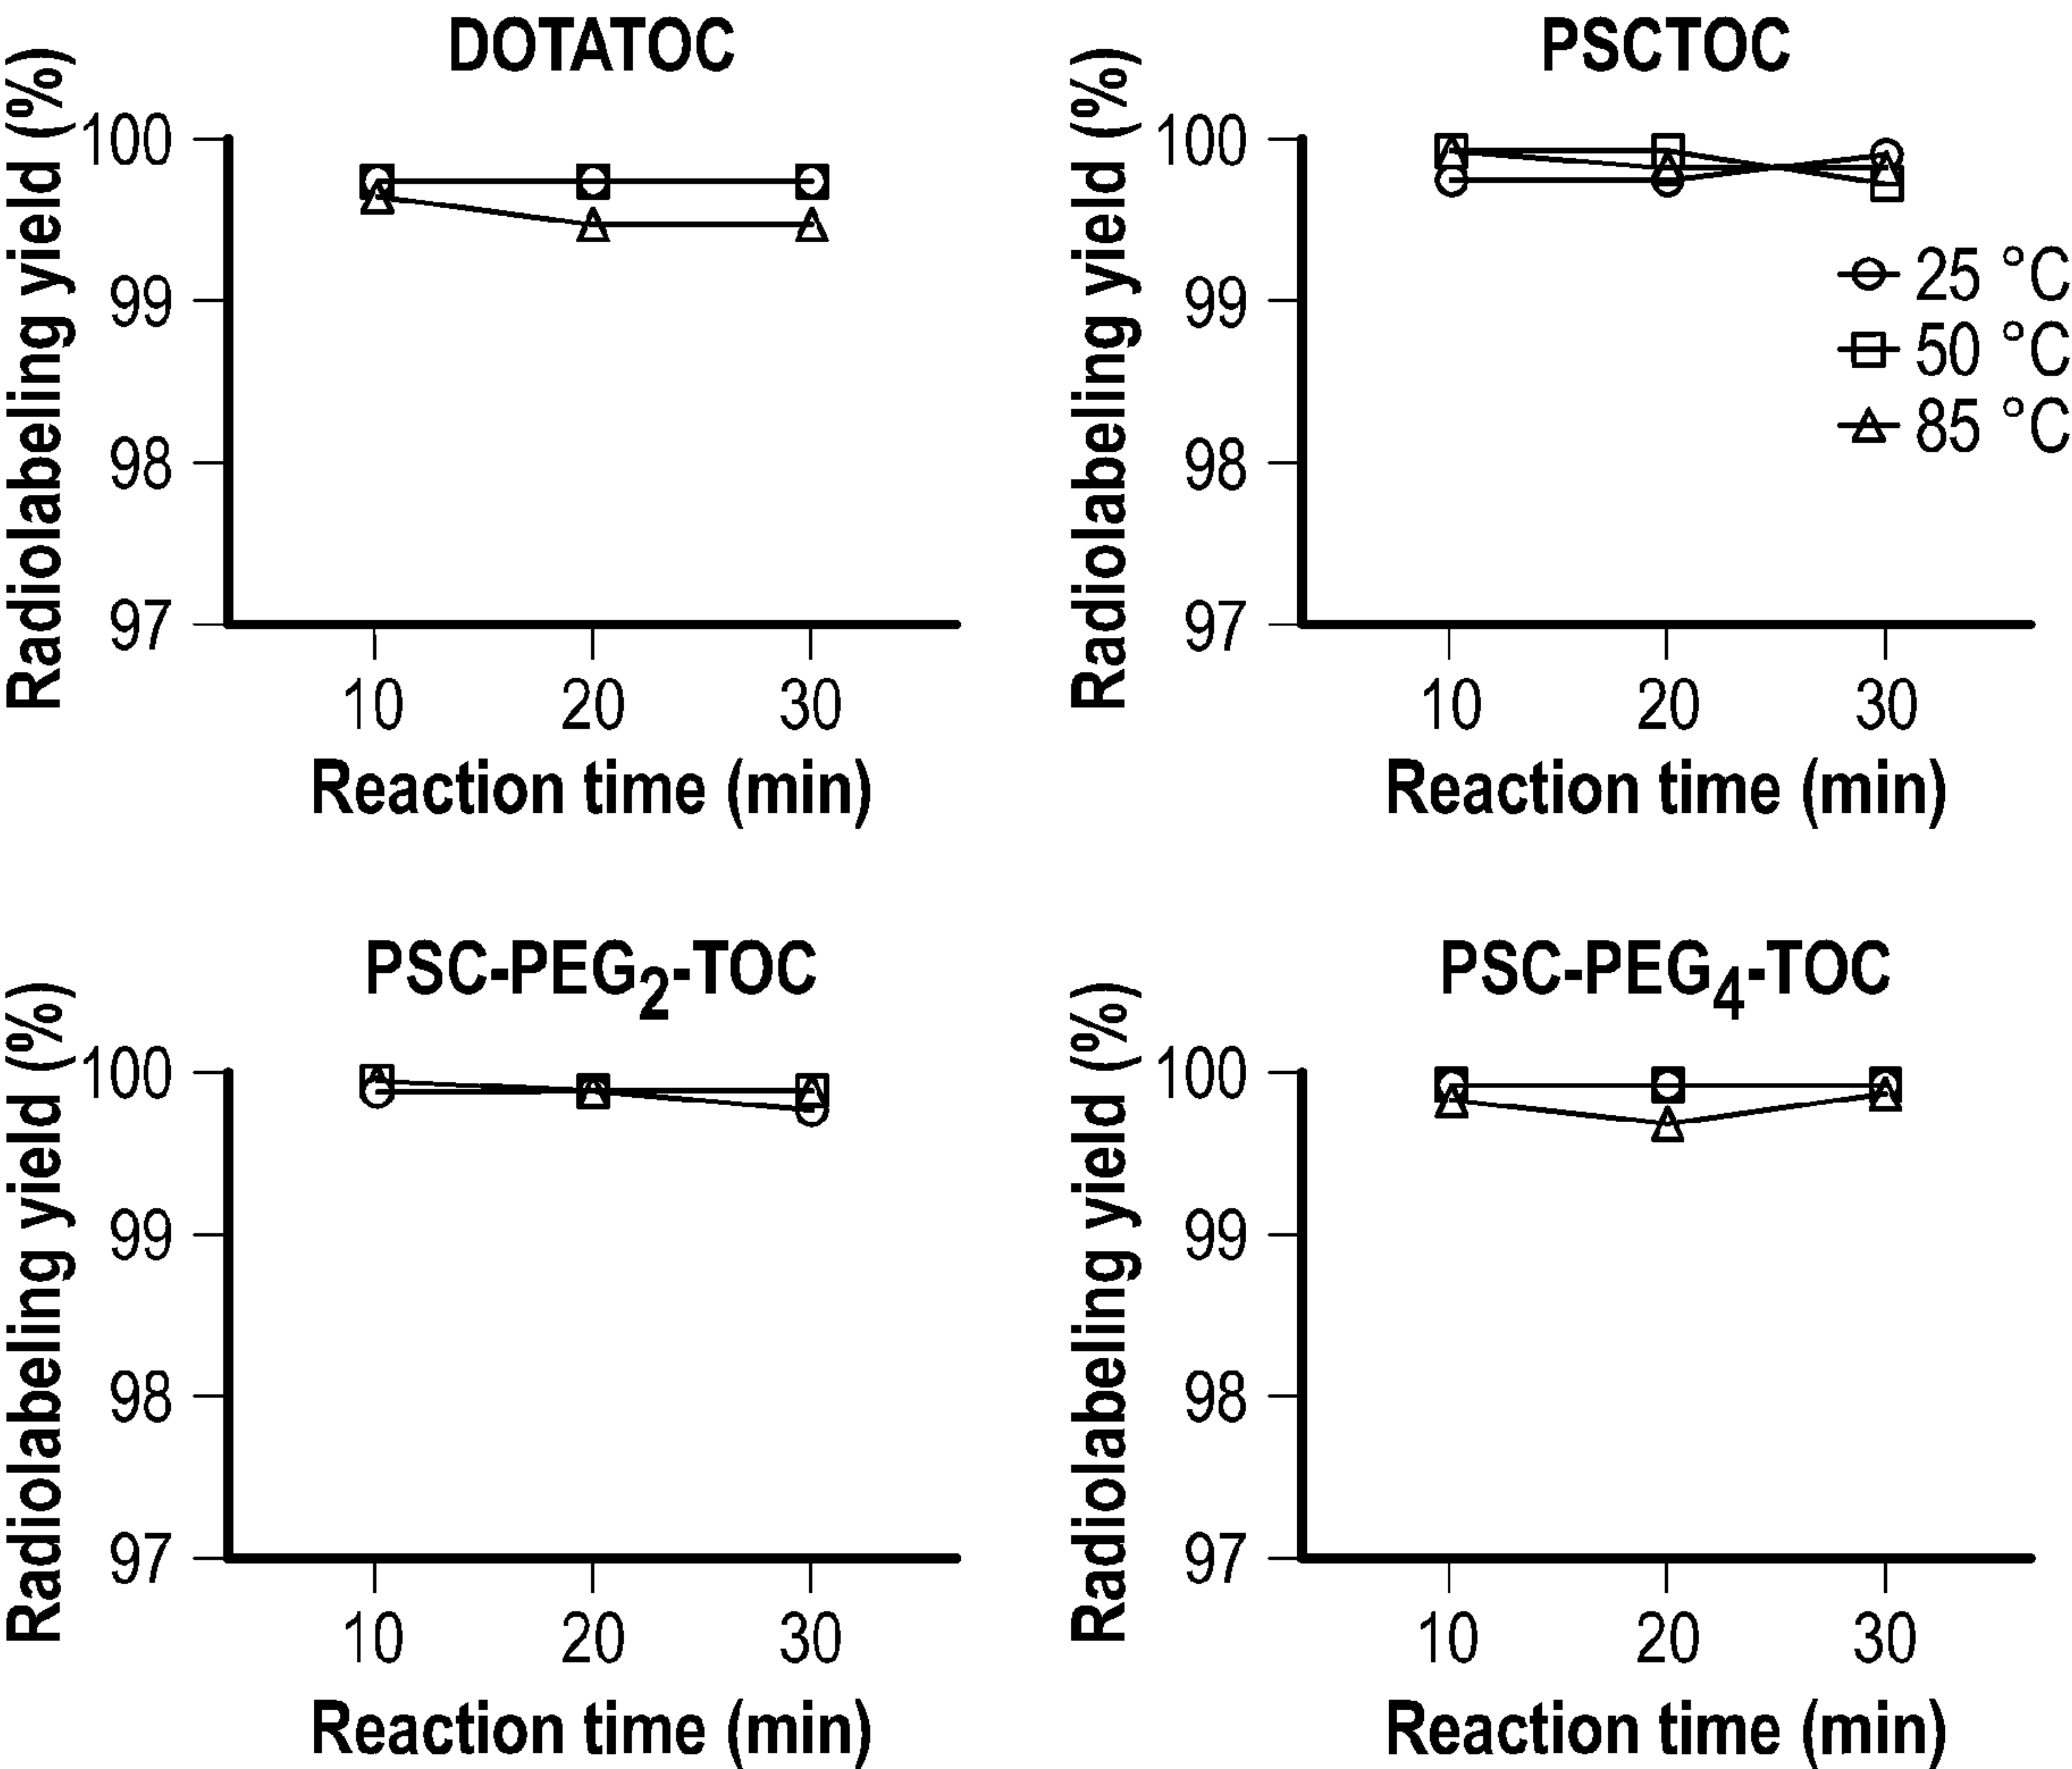 DOTATOC
Radiolabeling yield (%)
100
99
98
97
10 20 30
Reaction time (min)
PSCTOC
Radiolabeling yield (%)
100
99
98
97
25 °C
50 °C
85 °C
10 20 30
Reaction time (min)
PSC-PEG2-TOC
Radiolabeling yield (%)
100
99
98
97
10 20 30
Reaction time (min)
PSC-PEG4-TOC
Radiolabeling yield (%)
100
99
98
97
10 20 30
Reaction time (min)